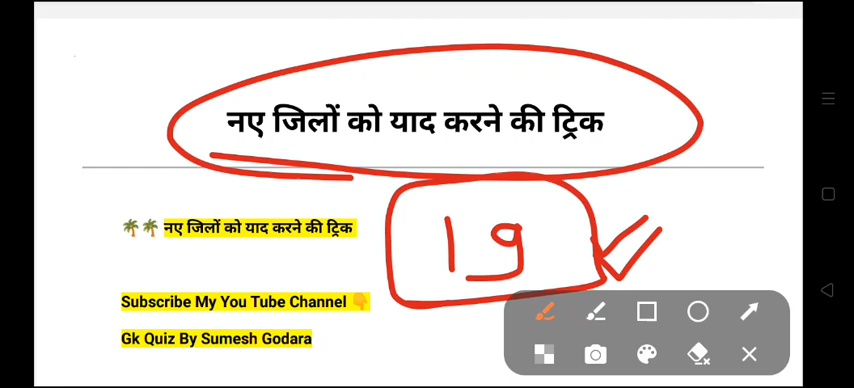 नए जिलों को याद करने की ट्रिक
19
🌴🌴 नए जिलों को याद करने की ट्रिक
Subscribe My You Tube Channel 👇
Gk Quiz By Sumesh Godara